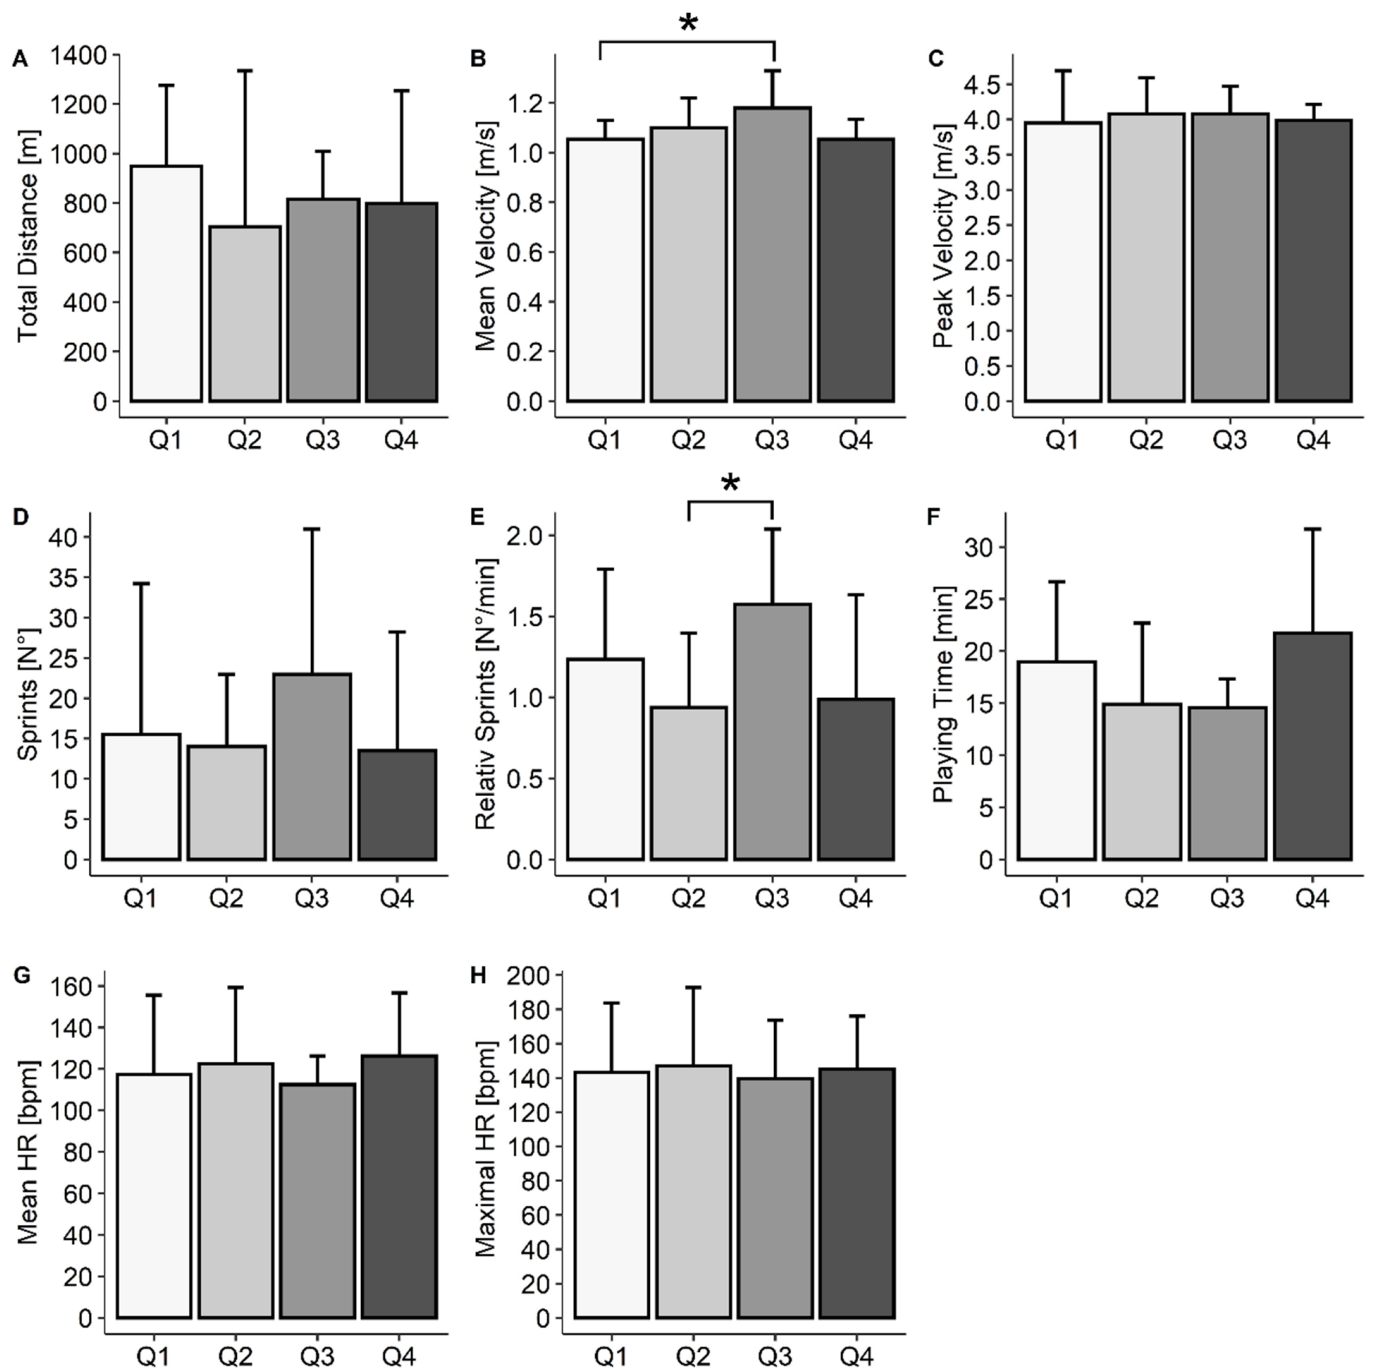 A
Total Distance [m]
1400
1200
1000
800
600
400
200
0
Q1 Q2 Q3 Q4
B
*
Mean Velocity [m/s]
1.2
1.0
0.8
0.6
0.4
0.2
0.0
Q1 Q2 Q3 Q4
C
Peak Velocity [m/s]
4.5
4.0
3.5
3.0
2.5
2.0
1.5
1.0
0.5
0.0
Q1 Q2 Q3 Q4
D
Sprints [N°]
40
35
30
25
20
15
10
5
0
Q1 Q2 Q3 Q4
E
*
Relativ Sprints [N°/min]
2.0
1.5
1.0
0.5
0.0
Q1 Q2 Q3 Q4
F
Playing Time [min]
30
25
20
15
10
5
0
Q1 Q2 Q3 Q4
G
Mean HR [bpm]
160
140
120
100
80
60
40
20
0
Q1 Q2 Q3 Q4
H
Maximal HR [bpm]
200
180
160
140
120
100
80
60
40
20
0
Q1 Q2 Q3 Q4